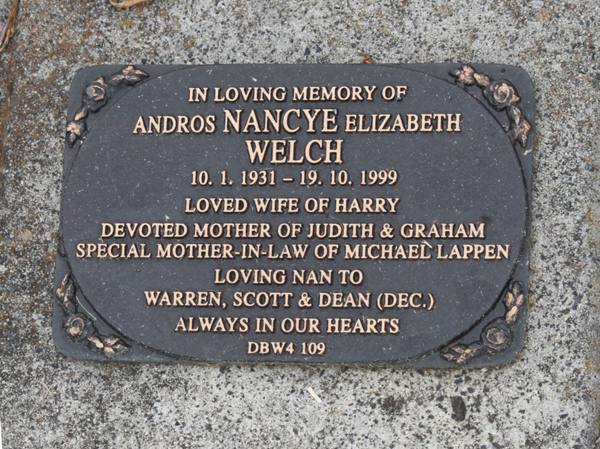 IN LOVING MEMORY OF
ANDROS NANCYE ELIZABETH
WELCH
10. 1. 1931 – 19. 10. 1999
LOVED WIFE OF HARRY
DEVOTED MOTHER OF JUDITH & GRAHAM
SPECIAL MOTHER-IN-LAW OF MICHAEL LAPPEN
LOVING NAN TO
WARREN, SCOTT & DEAN (DEC.)
ALWAYS IN OUR HEARTS
DBW4 109